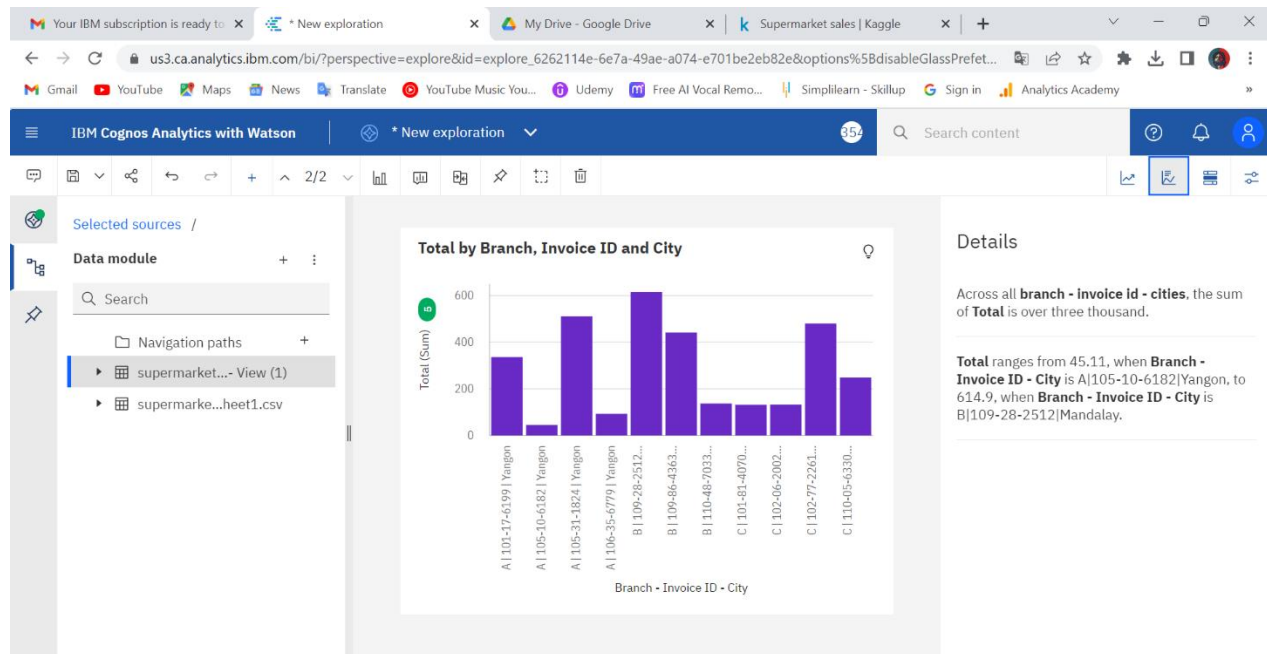 Your IBM subscription is ready to
* New exploration
My Drive - Google Drive
Supermarket sales | Kaggle
us3.ca.analytics.ibm.com/bi/?perspective=explore&id=explore_6262114e-6e7a-49ae-a074-e701be2eb82e&options%5BdisableGlassPrefet...
Gmail YouTube Maps News Translate YouTube Music You... Udemy Free AI Vocal Remo... Simplilearn - Skillup Sign in Analytics Academy »
IBM Cognos Analytics with Watson
* New exploration
354
Search content
2/2
Selected sources /
Data module
Search
Navigation paths
supermarket...- View (1)
supermarke...heet1.csv
Total by Branch, Invoice ID and City
Total (Sum)
600
400
200
0
A | 101-17-6199 | Yangon
A | 105-10-6182 | Yangon
A | 105-31-1824 | Yangon
A | 106-35-6779 | Yangon
B | 109-28-2512...
B | 109-86-4363...
B | 110-48-7033...
C | 101-81-4070...
C | 102-06-2002...
C | 102-77-2261...
C | 110-05-6330...
Branch - Invoice ID - City
Details
Across all branch - invoice id - cities, the sum
of Total is over three thousand.
Total ranges from 45.11, when Branch -
Invoice ID - City is A|105-10-6182|Yangon, to
614.9, when Branch - Invoice ID - City is
B|109-28-2512|Mandalay.